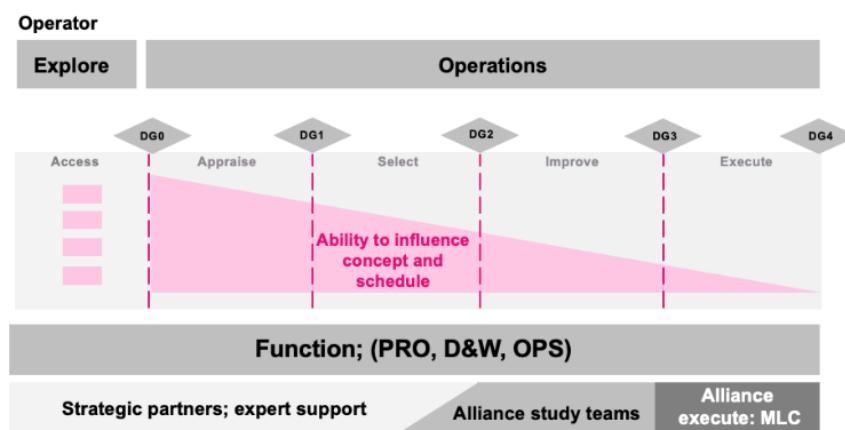 Operator
Explore
Operations
DG0
DG1
DG2
DG3
DG4
Access
Appraise
Select
Improve
Execute
Ability to influence
concept and
schedule
Function; (PRO, D&W, OPS)
Strategic partners; expert support
Alliance study teams
Alliance
execute: MLC